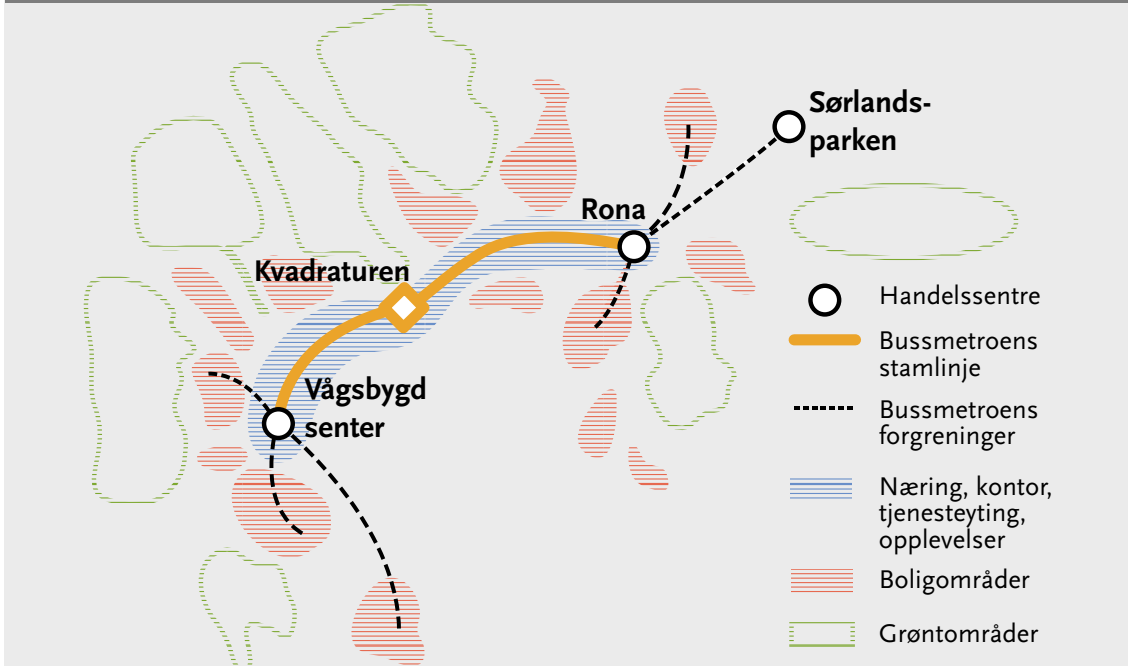 Sørlands-
parken
Rona
Kvadraturen
Vågsbygd
senter
Handelssentre
Bussmetroens
stamlinje
Bussmetroens
forgreninger
Næring, kontor,
tjenesteyting,
opplevelser
Boligområder
Grøntområder